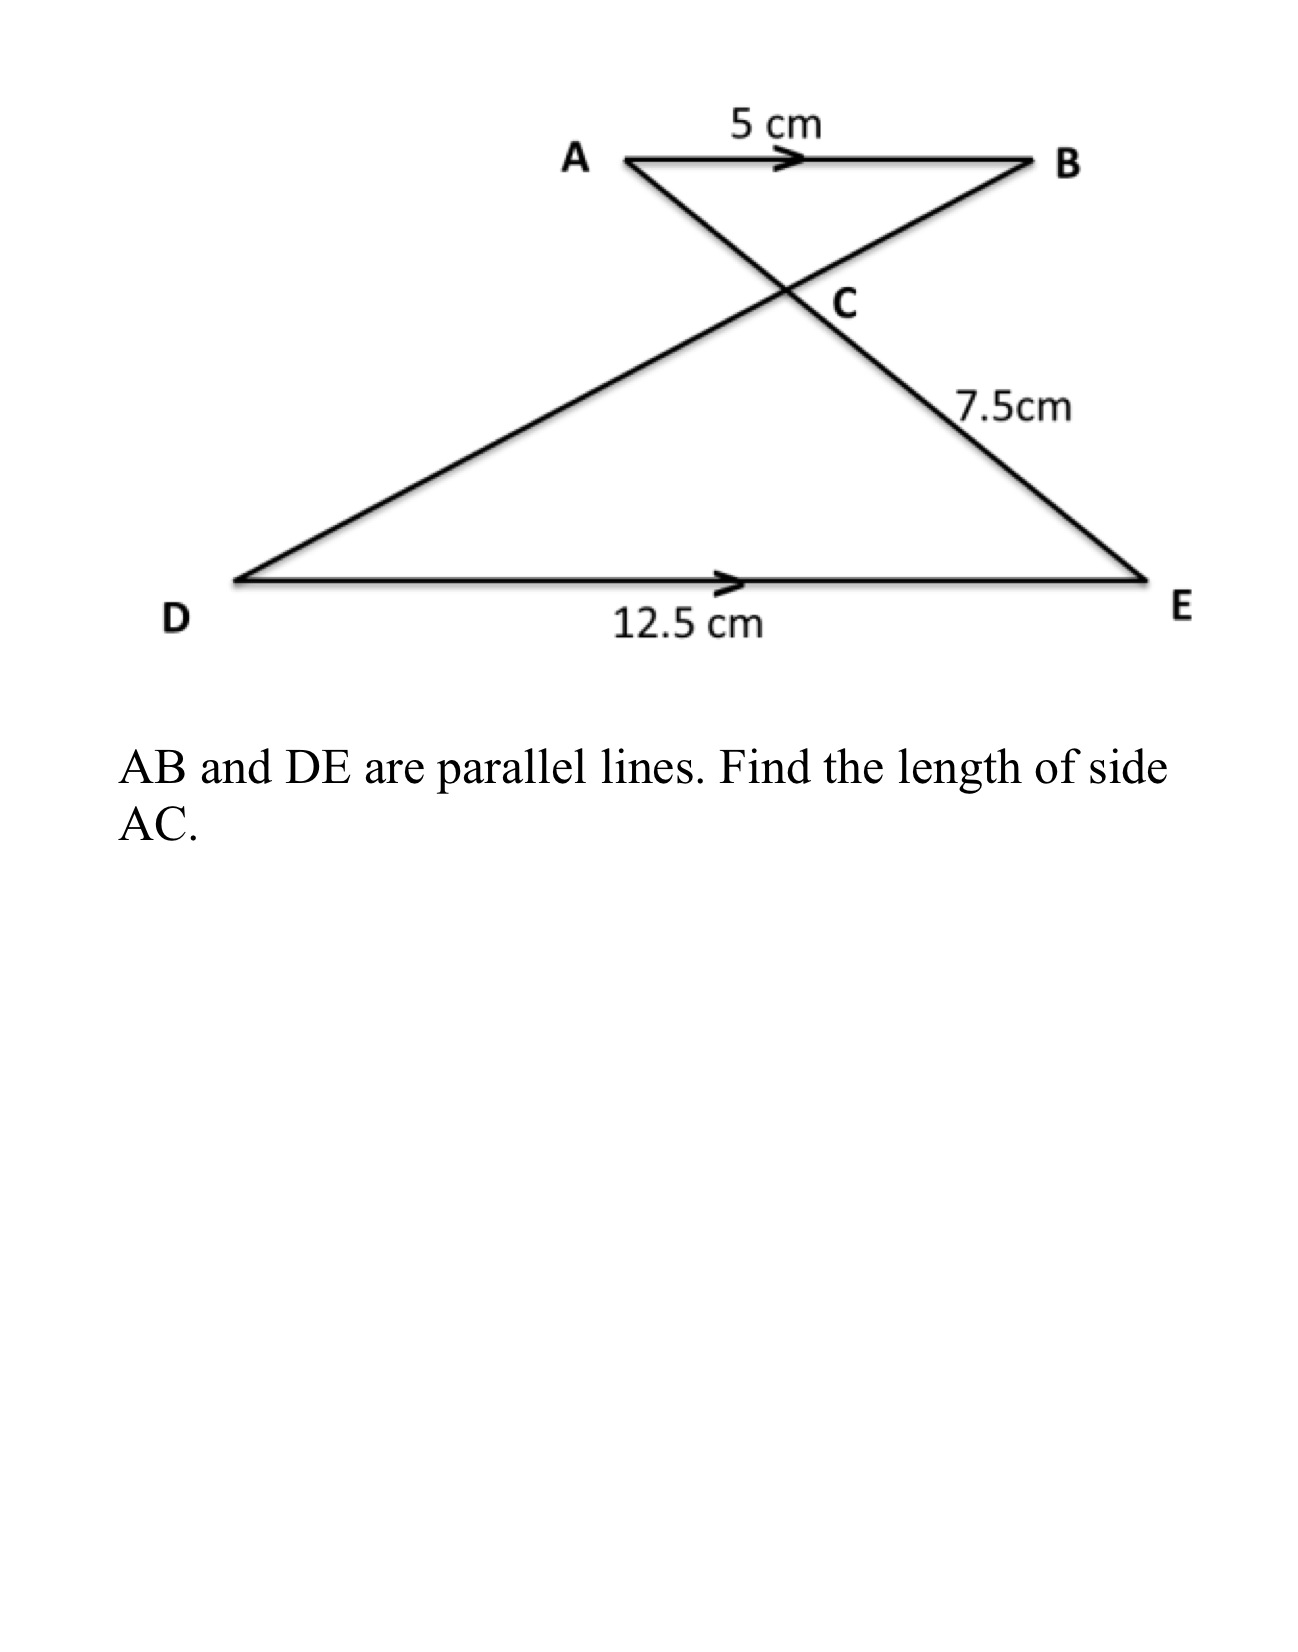 5 cm
A
B
C
7.5cm
D
E
12.5 cm
AB and DE are parallel lines. Find the length of side
AC.